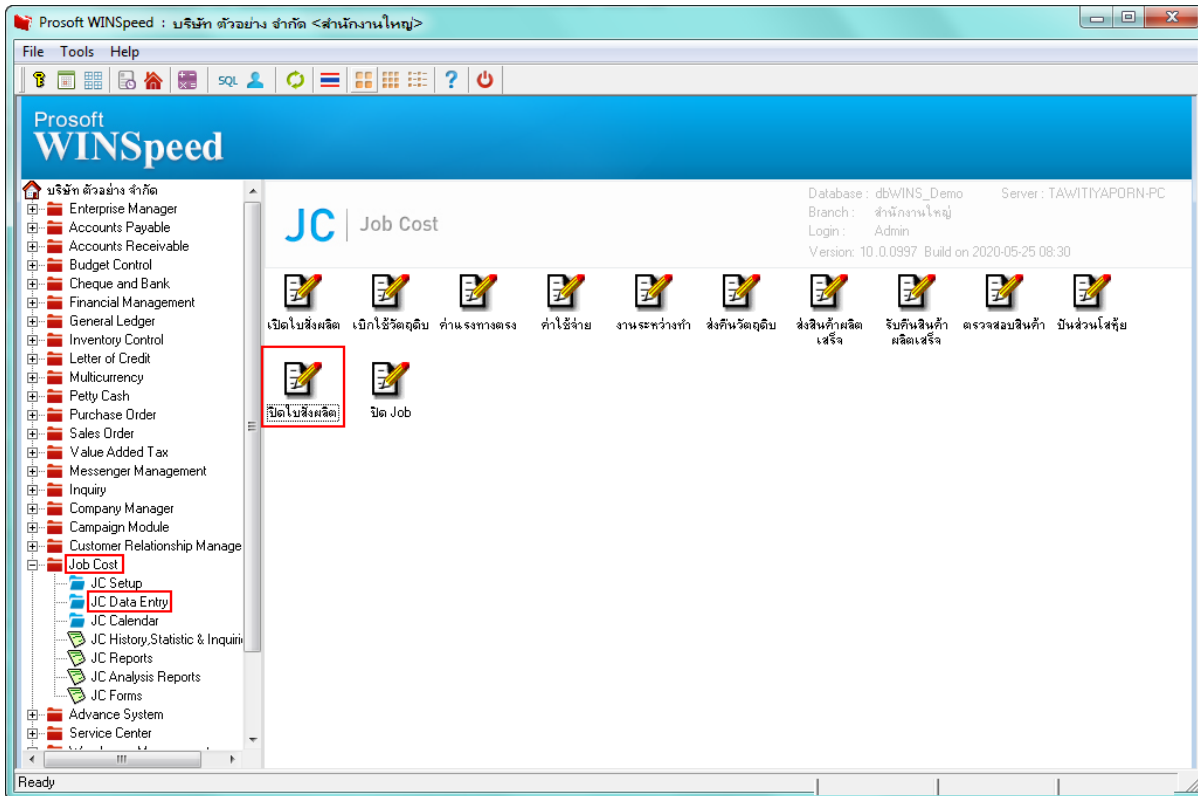 Prosoft WINSpeed : บริษัท ตัวอย่าง จำกัด <สำนักงานใหญ่>
File Tools Help
SQL
Prosoft
WINSpeed
บริษัท ตัวอย่าง จำกัด
Enterprise Manager
Accounts Payable
Accounts Receivable
Budget Control
Cheque and Bank
Financial Management
General Ledger
Inventory Control
Letter of Credit
Multicurrency
Petty Cash
Purchase Order
Sales Order
Value Added Tax
Messenger Management
Inquiry
Company Manager
Campaign Module
Customer Relationship Manage
Job Cost
JC Setup
JC Data Entry
JC Calendar
JC History,Statistic & Inquiri
JC Reports
JC Analysis Reports
JC Forms
Advance System
Service Center
JC Job Cost
Database : dbWINS_Demo Server : TAWITIYAPORN-PC
Branch : สำนักงานใหญ่
Login : Admin
Version: 10.0.0997 Build on 2020-05-25 08:30
เปิดใบสั่งผลิต เบิกใช้วัตถุดิบ ค่าแรงทางตรง ค่าใช้จ่าย งานระหว่างทำ ส่งคืนวัตถุดิบ ส่งสินค้าผลิต รับคืนสินค้า ตรวจสอบสินค้า ปันส่วนโสหุ้ย
เสร็จ ผลิตเสร็จ
ปิดใบสั่งผลิต ปิด Job
Ready